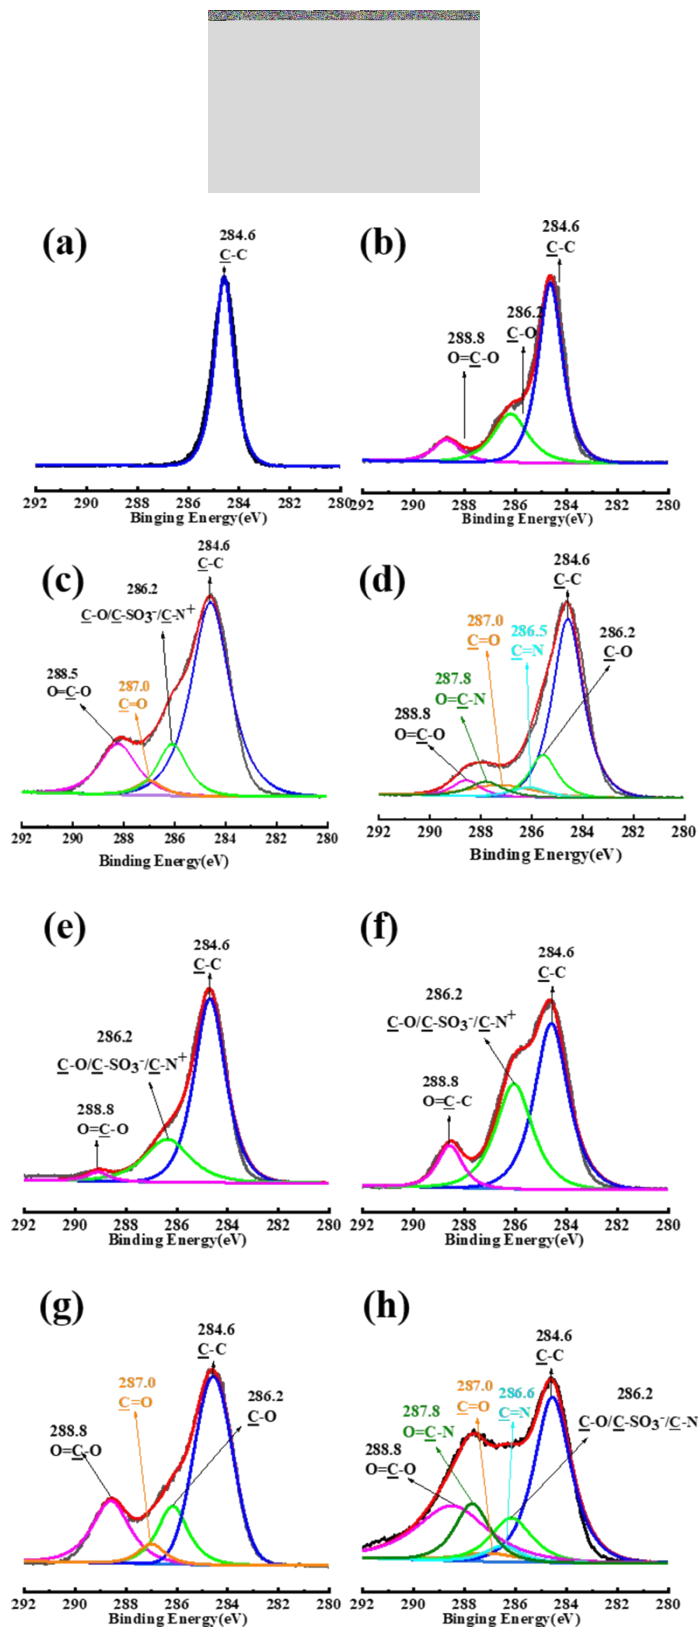 (a)
284.6
C-C
292 290 288 286 284 282 280
Binging Energy(eV)
(b)
284.6
C-C
286.2
C-O
288.8
O=C-O
292 290 288 286 284 282 280
Binding Energy(eV)
(c)
284.6
C-C
286.2
C-O/C-SO3-/C-N+
288.5
O=C-O
287.0
C=O
292 290 288 286 284 282 280
Binding Energy(eV)
(d)
284.6
C-C
287.0
C=O
286.5
C=N
286.2
C-O
287.8
O=C-N
288.8
O=C-O
292 290 288 286 284 282 280
Binding Energy(eV)
(e)
284.6
C-C
286.2
C-O/C-SO3-/C-N+
288.8
O=C-O
292 290 288 286 284 282 280
Binding Energy(eV)
(f)
284.6
C-C
286.2
C-O/C-SO3-/C-N+
288.8
O=C-C
292 290 288 286 284 282 280
Binding Energy(eV)
(g)
284.6
C-C
287.0
C=O
286.2
C-O
288.8
O=C-O
292 290 288 286 284 282 280
Binging Energy(eV)
(h)
284.6
C-C
287.0
C=O
286.6
C=N
286.2
C-O/C-SO3-/C-N
287.8
O=C-N
288.8
O=C-O
292 290 288 286 284 282 280
Binging Energy(eV)